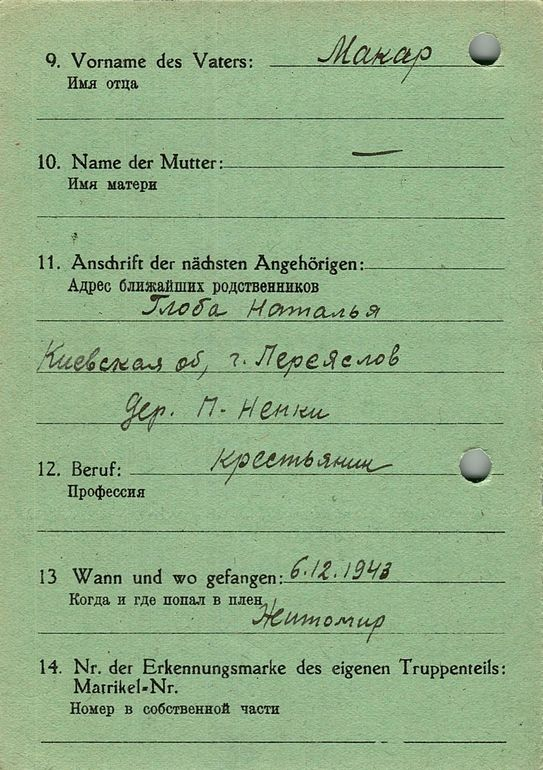 9. Vorname des Vaters: Макар
Имя отца
10. Name der Mutter: —
Имя матери
11. Anschrift der nächsten Angehörigen:
Адрес ближайших родственников
Глоба Наталья
Киевская об, г. Переяслов
дер. П-Ненки
12. Beruf: крестьянин
Профессия
13 Wann und wo gefangen: 6.12.1943
Когда и где попал в плен
Житомир
14. Nr. der Erkennungsmarke des eigenen Truppenteils:
Matrikel-Nr.
Номер в собственной части